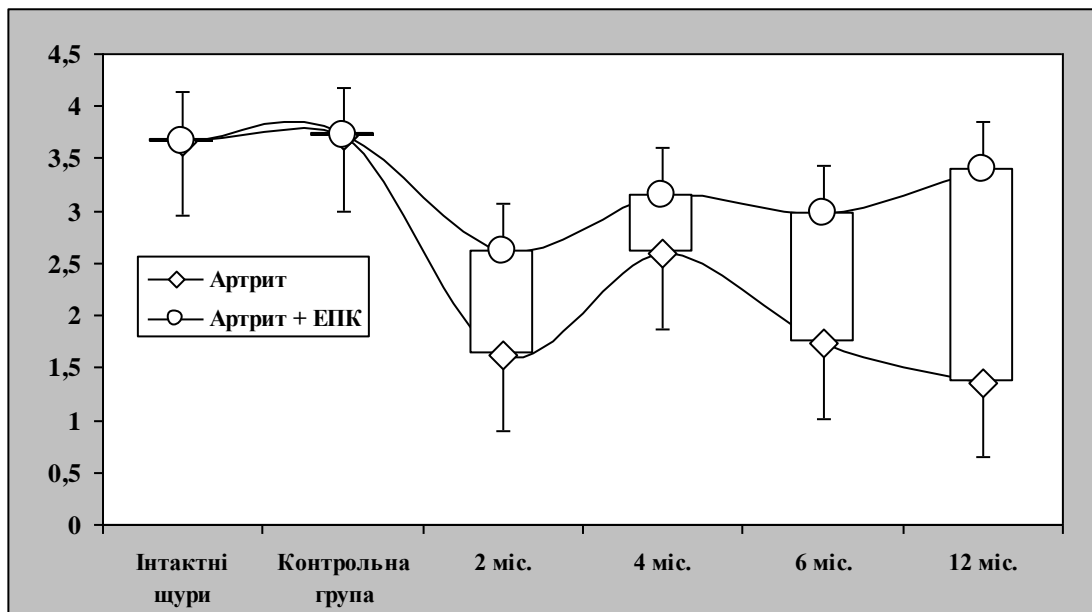 4,5
4
3,5
3
2,5
2
1,5
1
0,5
0
Артрит
Артрит + ЕПК
Інтактні
щури
Контрольна
група
2 міс.
4 міс.
6 міс.
12 міс.